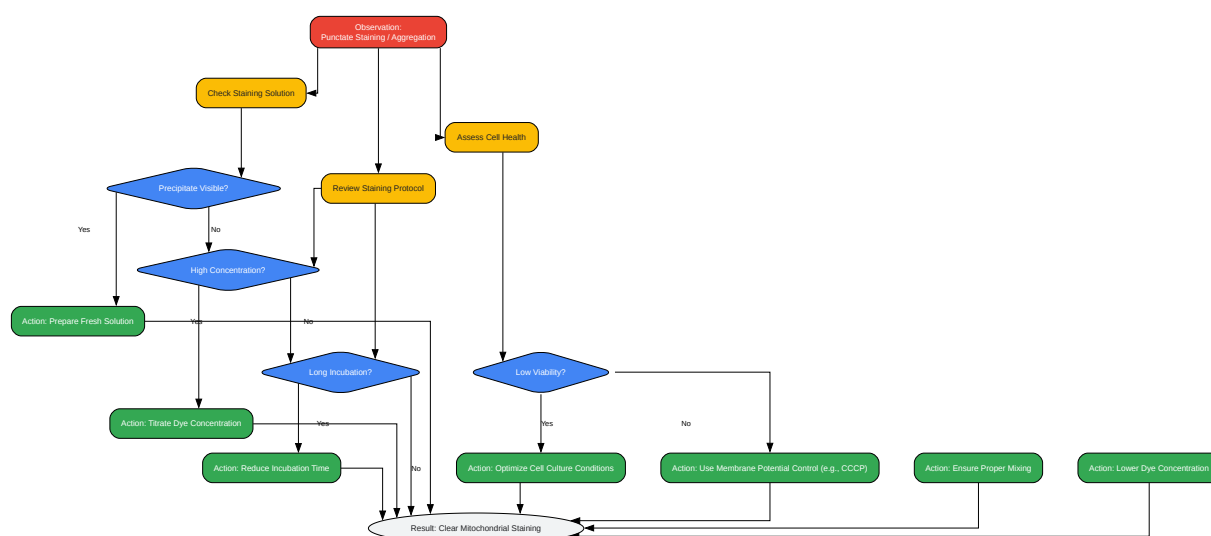 Observation:
Punctate Staining / Aggregation
Check Staining Solution
Assess Cell Health
Precipitate Visible?
Review Staining Protocol
Yes
No
High Concentration?
Action: Prepare Fresh Solution
Yes
No
Long Incubation?
Low Viability?
Action: Titrate Dye Concentration
Yes
Yes
No
Action: Reduce Incubation Time
No
Action: Optimize Cell Culture Conditions
Action: Use Membrane Potential Control (e.g., CCCP)
Action: Ensure Proper Mixing
Action: Lower Dye Concentration
Result: Clear Mitochondrial Staining